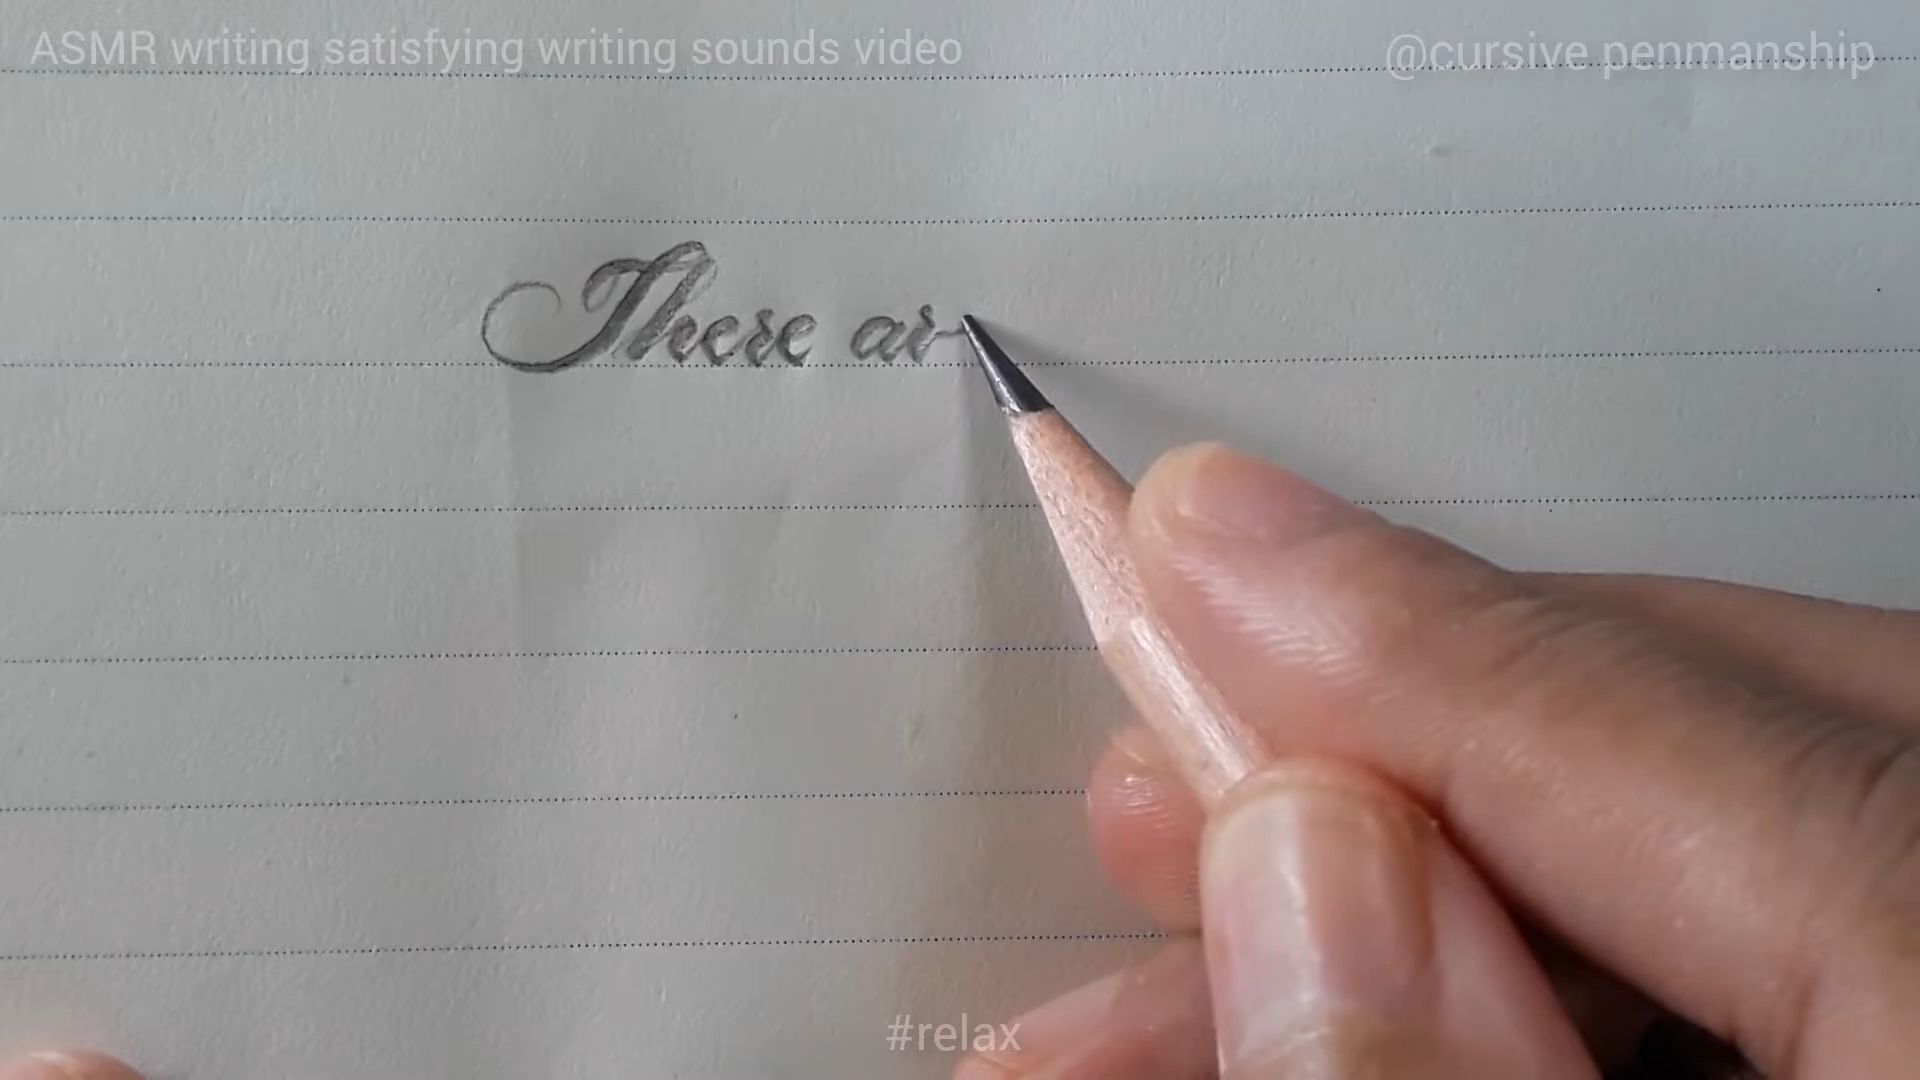 ASMR writing satisfying writing sounds video
@cursive penmanship
There ar
#relax